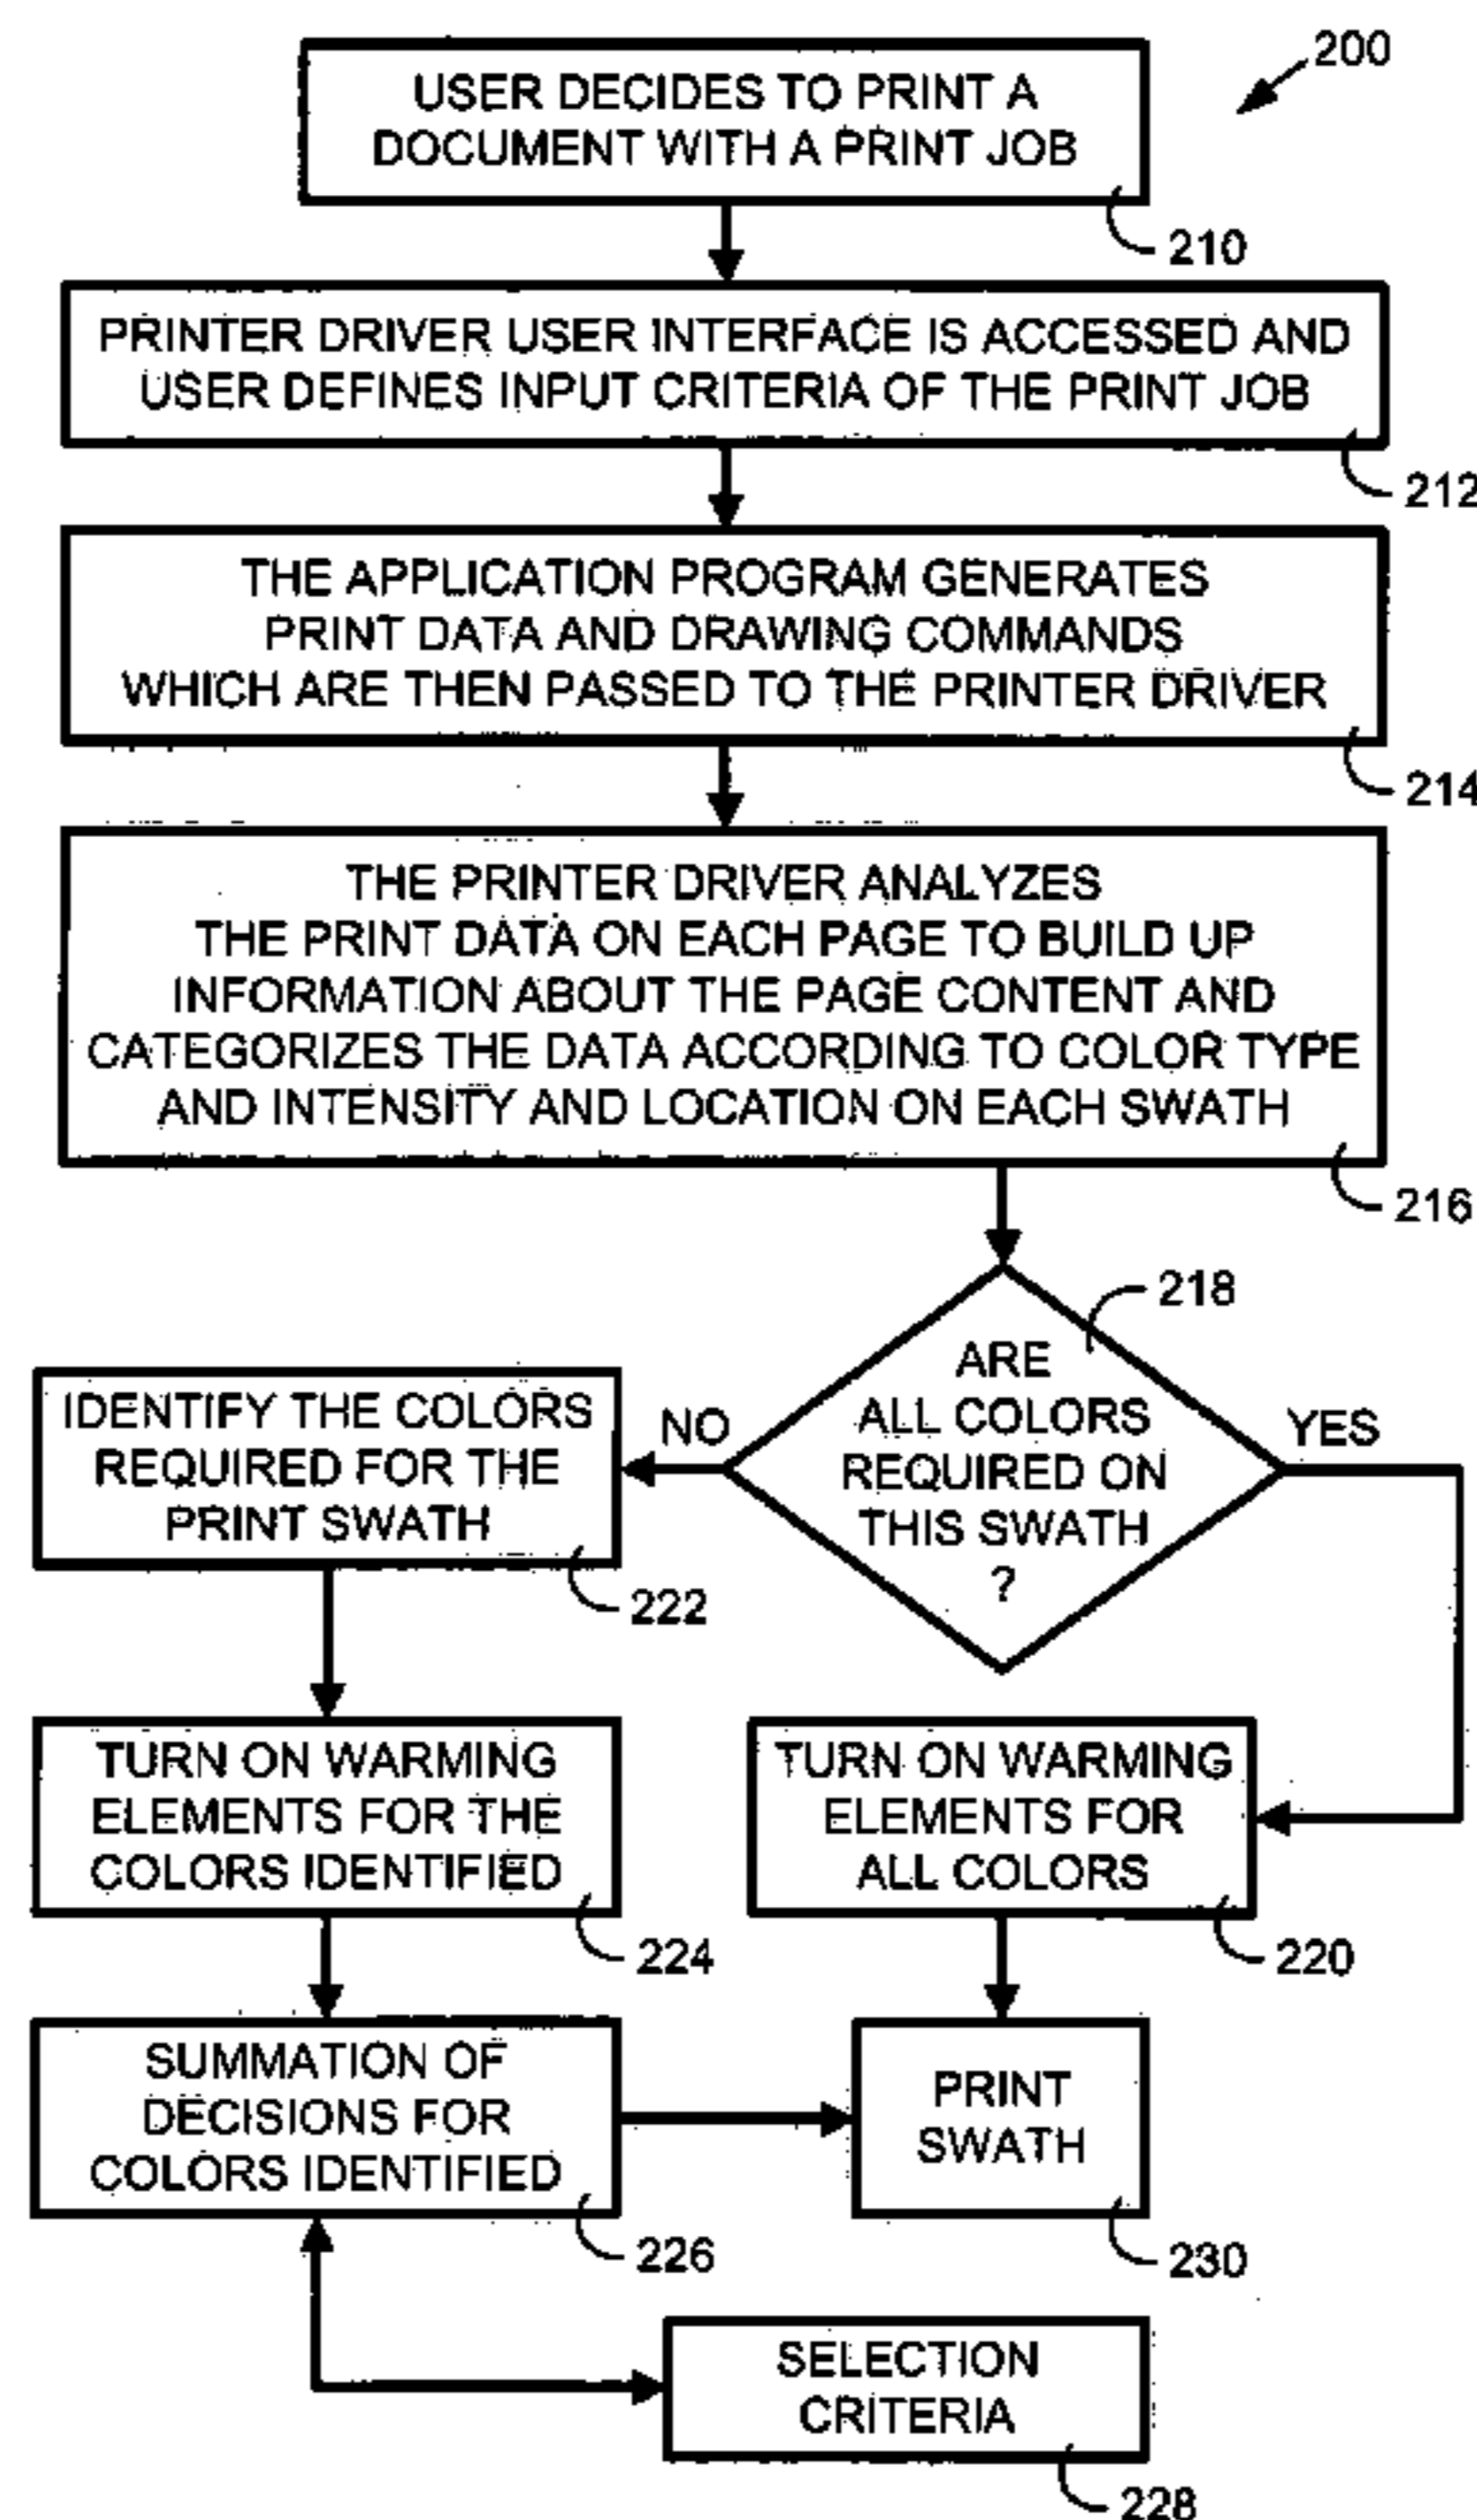 200
USER DECIDES TO PRINT A
DOCUMENT WITH A PRINT JOB
210
PRINTER DRIVER USER INTERFACE IS ACCESSED AND
USER DEFINES INPUT CRITERIA OF THE PRINT JOB
212
THE APPLICATION PROGRAM GENERATES
PRINT DATA AND DRAWING COMMANDS
WHICH ARE THEN PASSED TO THE PRINTER DRIVER
214
THE PRINTER DRIVER ANALYZES
THE PRINT DATA ON EACH PAGE TO BUILD UP
INFORMATION ABOUT THE PAGE CONTENT AND
CATEGORIZES THE DATA ACCORDING TO COLOR TYPE
AND INTENSITY AND LOCATION ON EACH SWATH
216
218
ARE
ALL COLORS
REQUIRED ON
THIS SWATH
?
NO
YES
IDENTIFY THE COLORS
REQUIRED FOR THE
PRINT SWATH
222
TURN ON WARMING
ELEMENTS FOR THE
COLORS IDENTIFIED
224
TURN ON WARMING
ELEMENTS FOR
ALL COLORS
220
SUMMATION OF
DECISIONS FOR
COLORS IDENTIFIED
226
PRINT
SWATH
230
SELECTION
CRITERIA
228